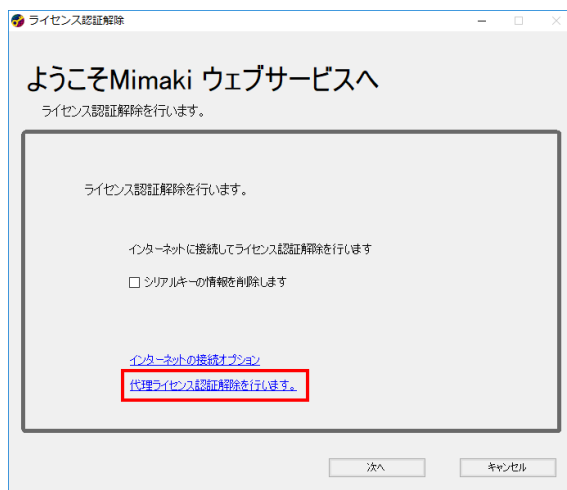 ライセンス認証解除
ようこそMimaki ウェブサービスへ
ライセンス認証解除を行います。
ライセンス認証解除を行います。
インターネットに接続してライセンス認証解除を行います
シリアルキーの情報を削除します
インターネットの接続オプション
代理ライセンス認証解除を行います。
次へ
キャンセル